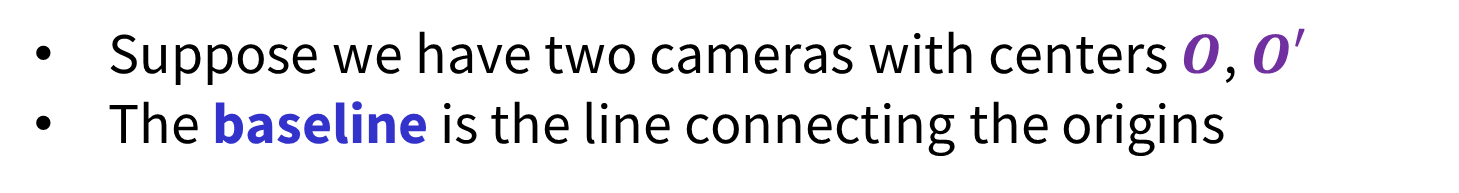 • Suppose we have two cameras with centers O, O′
• The baseline is the line connecting the origins